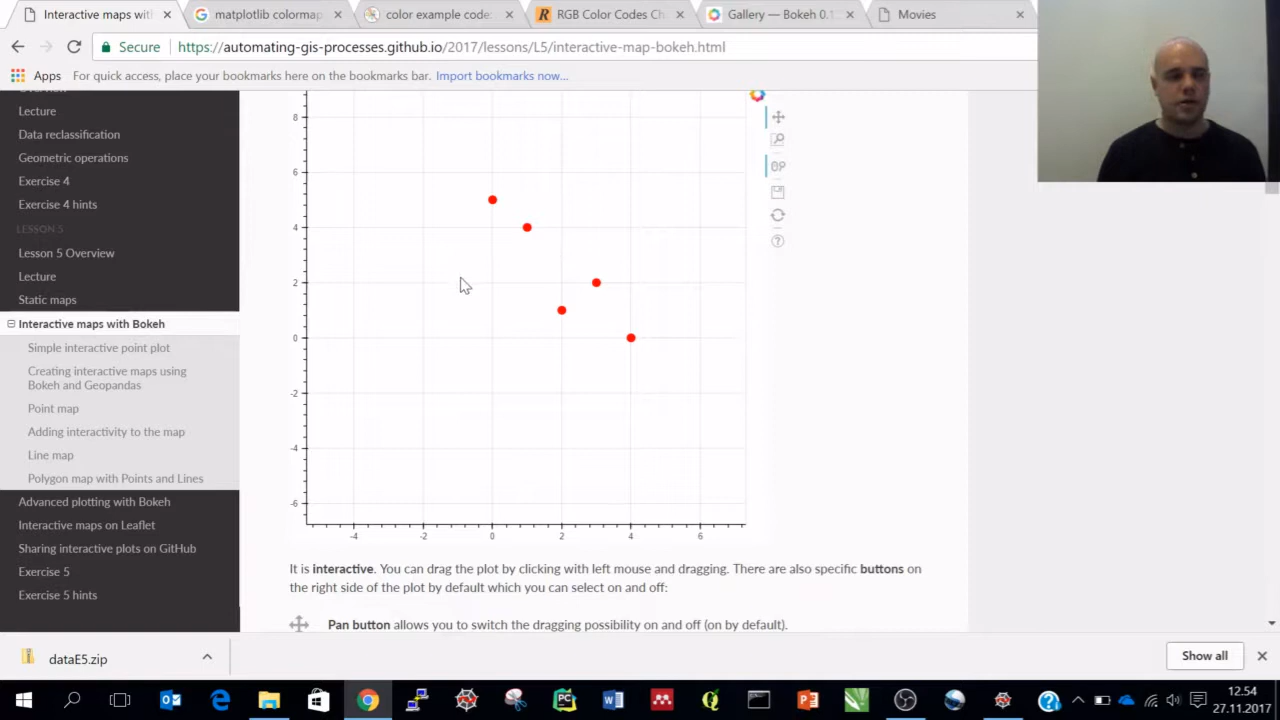 Interactive maps with
matplotlib colormap
color example code:
RGB Color Codes Ch
Gallery — Bokeh 0.1
Movies
Secure
https://automating-gis-processes.github.io/2017/lessons/L5/interactive-map-bokeh.html
Apps
For quick access, place your bookmarks here on the bookmarks bar. Import bookmarks now...
Lecture
Data reclassification
Geometric operations
Exercise 4
Exercise 4 hints
LESSON 5
Lesson 5 Overview
Lecture
Static maps
Interactive maps with Bokeh
Simple interactive point plot
Creating interactive maps using
Bokeh and Geopandas
Point map
Adding interactivity to the map
Line map
Polygon map with Points and Lines
Advanced plotting with Bokeh
Interactive maps on Leaflet
Sharing interactive plots on GitHub
Exercise 5
Exercise 5 hints
8
6
4
2
0
-2
-4
-6
-4 -2 0 2 4 6
It is interactive. You can drag the plot by clicking with left mouse and dragging. There are also specific buttons on
the right side of the plot by default which you can select on and off:
Pan button allows you to switch the dragging possibility on and off (on by default).
dataE5.zip
Show all
12.54
27.11.2017